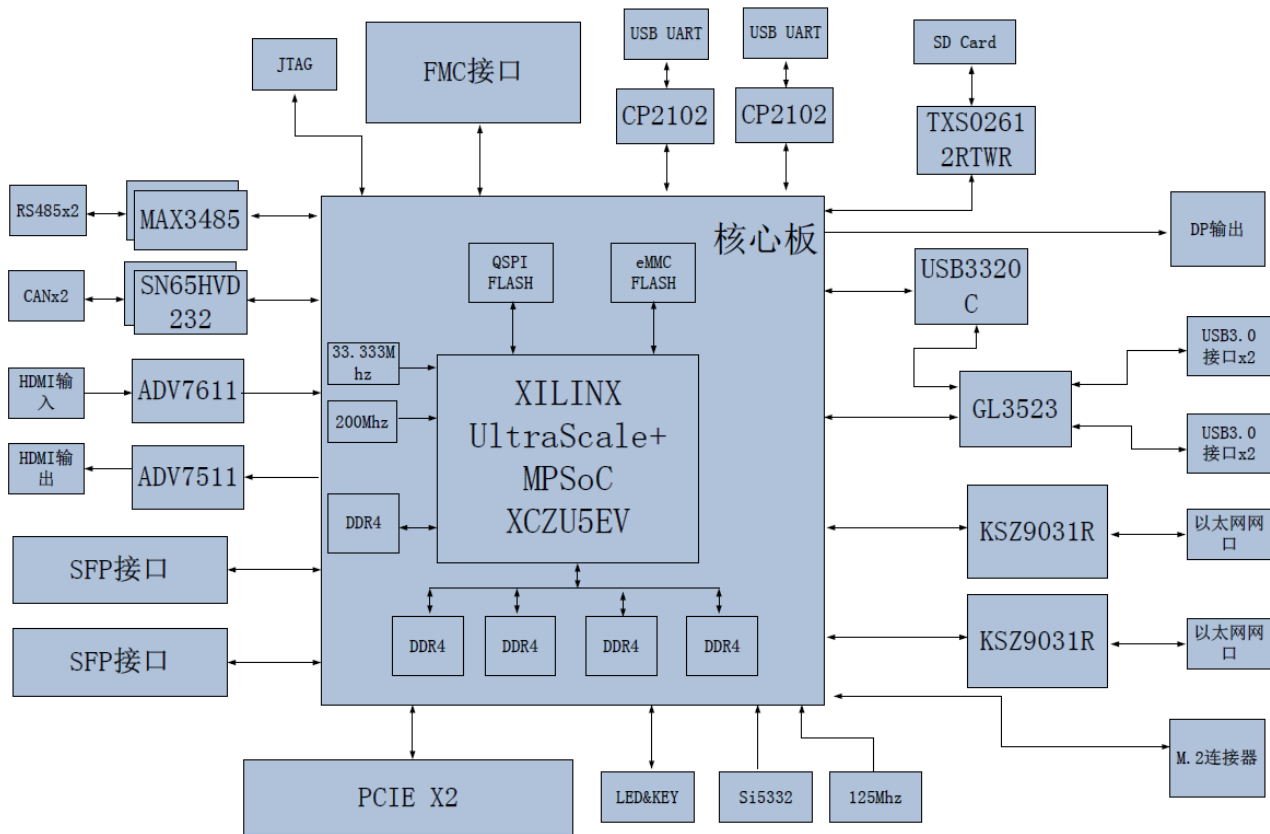 JTAG
FMC接口
USB UART
USB UART
SD Card
CP2102
CP2102
TXS0261
2RTWR
RS485x2
MAX3485
核心板
DP输出
CANx2
SN65HVD
232
QSPI
FLASH
eMMC
FLASH
USB3320
C
33.333M
hz
USB3.0
接口x2
HDMI输
入
ADV7611
200Mhz
XILINX
UltraScale+
MPSoC
XCZU5EV
GL3523
USB3.0
接口x2
HDMI输
出
ADV7511
DDR4
KSZ9031R
以太网网
口
SFP接口
SFP接口
DDR4
DDR4
DDR4
DDR4
KSZ9031R
以太网网
口
PCIE X2
LED&KEY
Si5332
125Mhz
M.2连接器